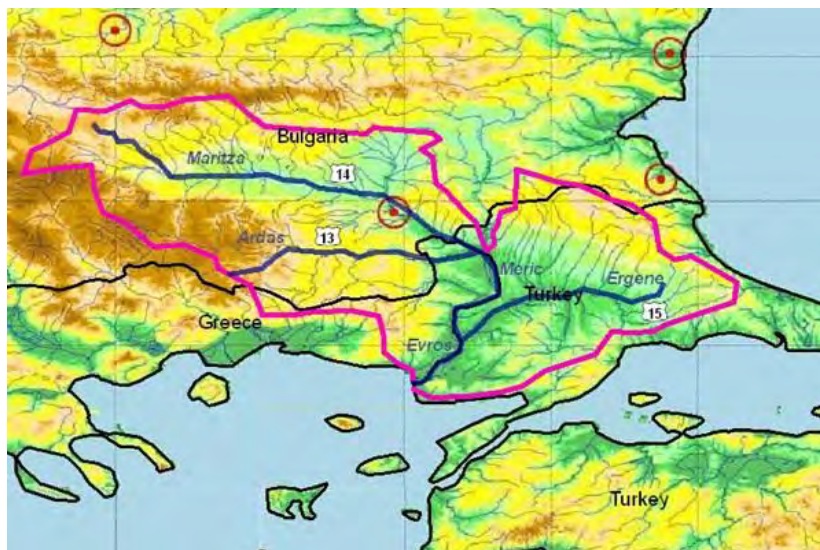 Bulgaria
Maritza
14
Ardas
13
Meric
Ergene
Turkey
15
Greece
Evros
Turkey